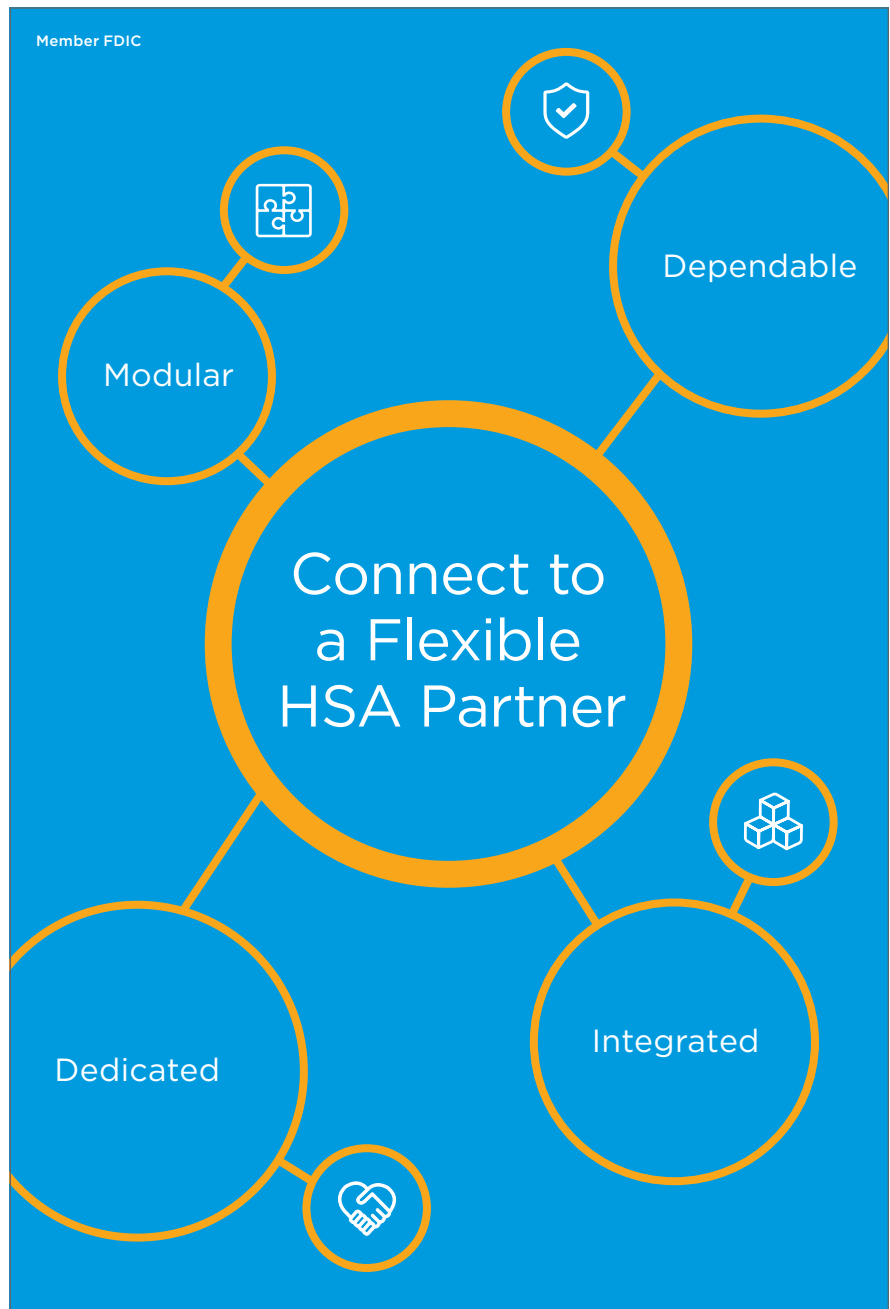 Member FDIC
Dependable
Modular
Connect to
a Flexible
HSA Partner
Integrated
Dedicated